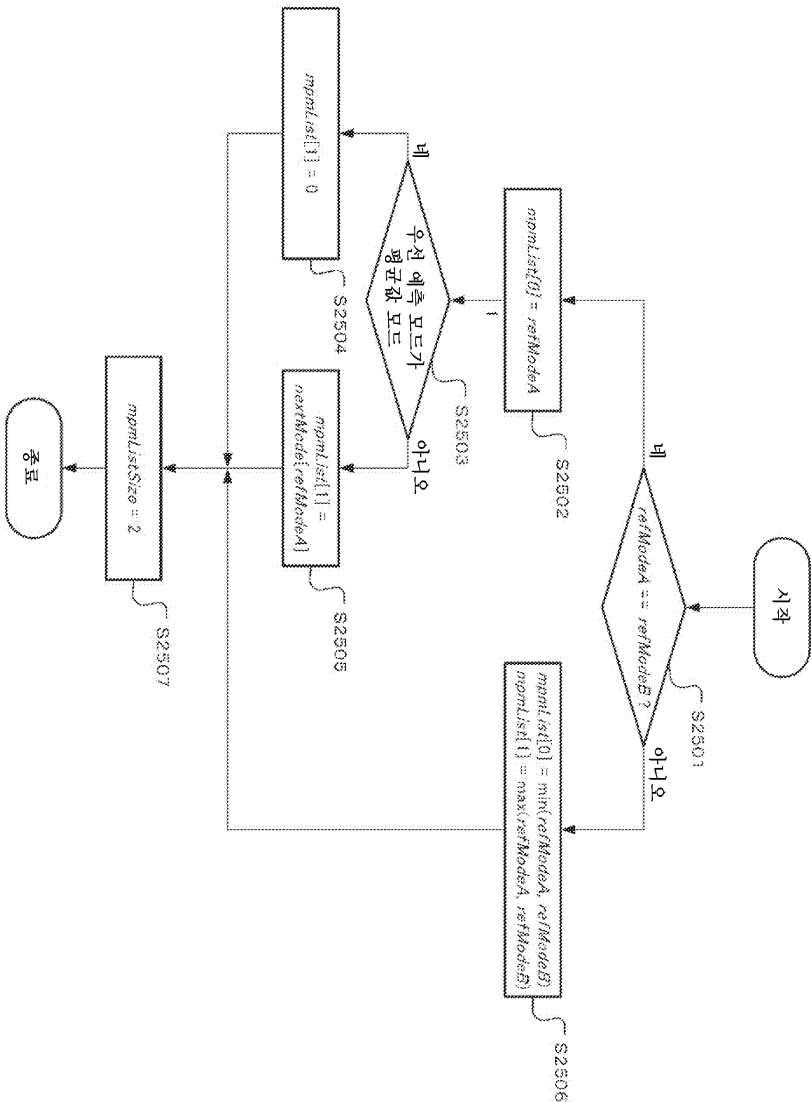 시작
refModeA == refModeB ?
S2501
네
아니오
mpmList[0] = refModeA
S2502
mpmList[0] = min(refModeA, refModeB)
mpmList[1] = max(refModeA, refModeB)
S2506
1
우선 예측 모드가
평균값 모드
S2503
네
아니오
mpmList[1] = 0
S2504
mpmList[1] =
nextMode[refModeA]
S2505
mpmListSize = 2
S2507
종료